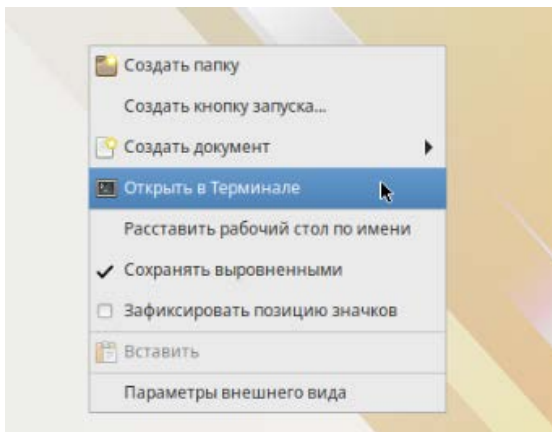 Создать папку
Создать кнопку запуска...
Создать документ
Открыть в Терминале
Расставить рабочий стол по имени
Сохранять выровненными
Зафиксировать позицию значков
Вставить
Параметры внешнего вида